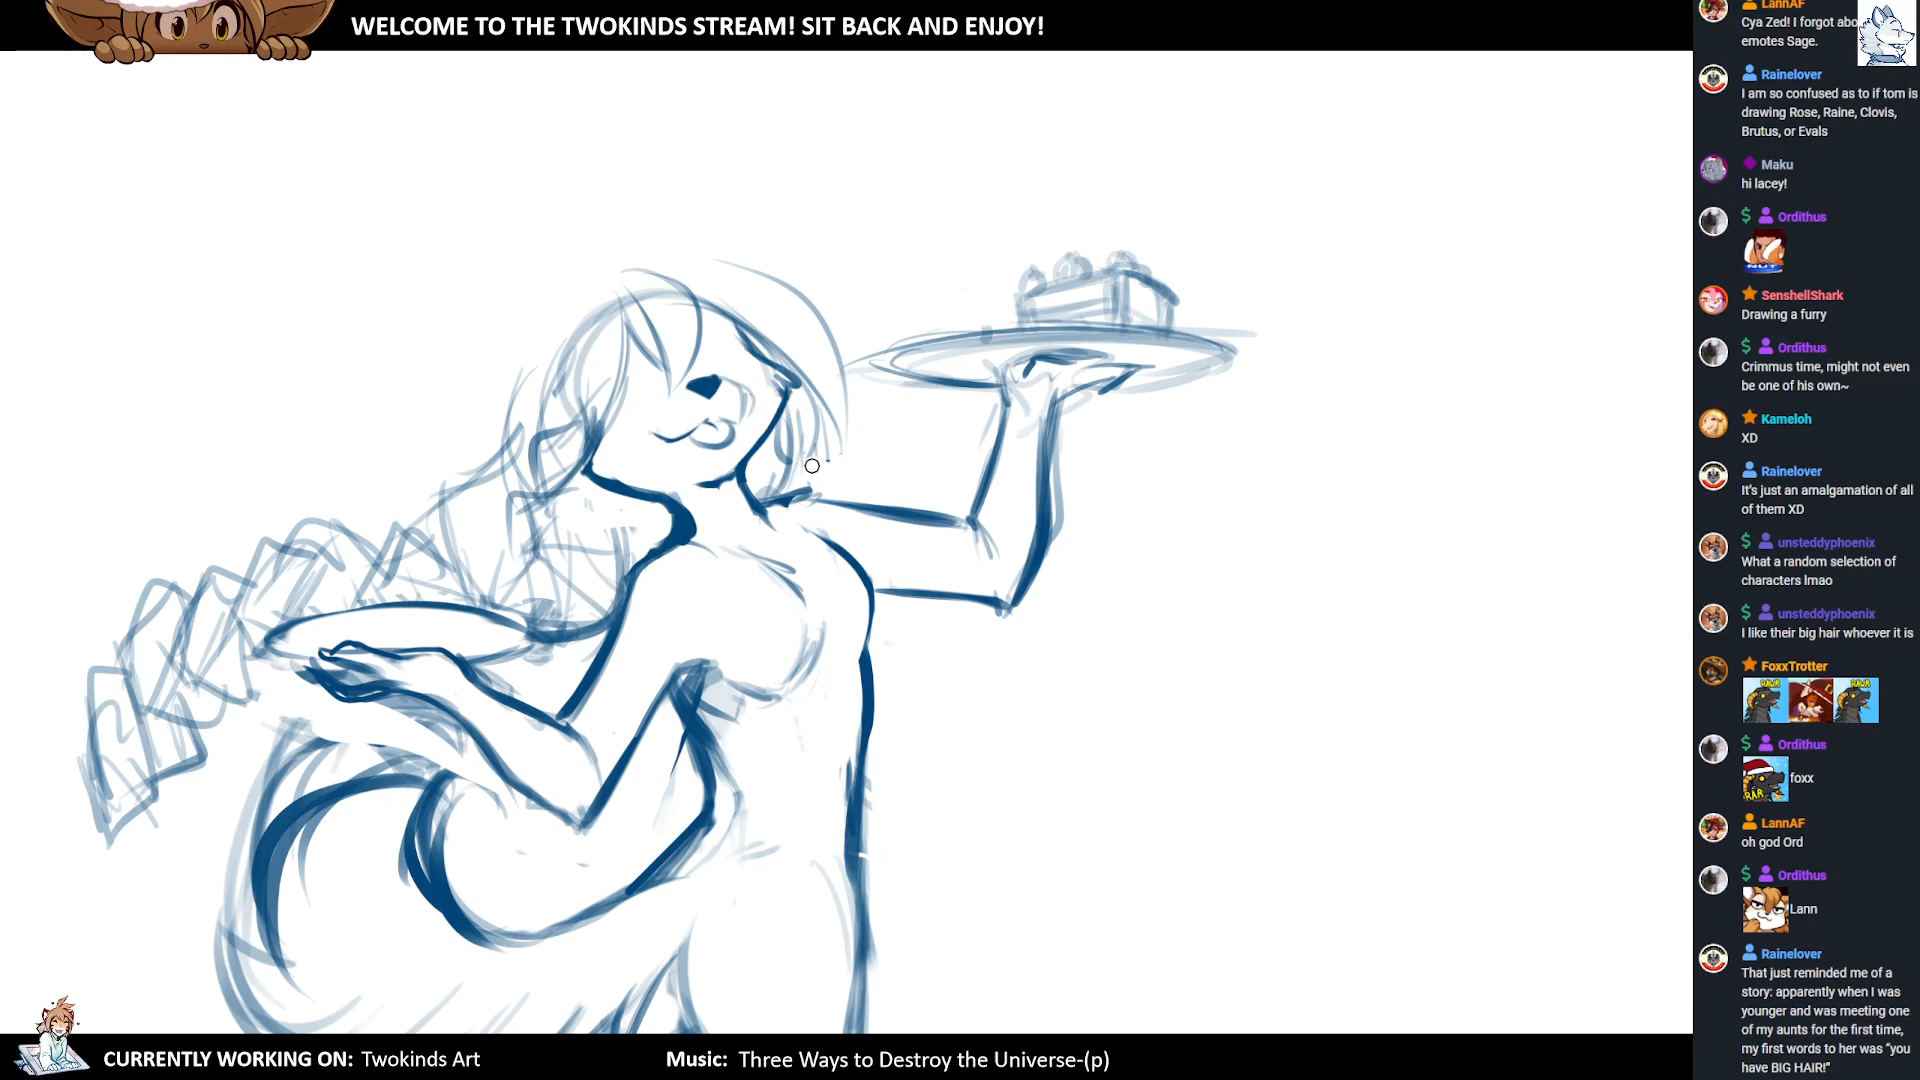 WELCOME TO THE TWOKINDS STREAM! SIT BACK AND ENJOY!
LannAF
Cya Zed! I forgot
emotes Sage.
Rainelover
I am so confused as to if tom is
drawing Rose, Raine, Clovis,
Brutus, or Evals
Maku
hi lacey!
Ordithus
NUT
SenshellShark
Drawing a furry
Ordithus
Crimmus time, might not even
be one of his own~
Kameloh
XD
Rainelover
It's just an amalgamation of all
of them XD
unsteddyphoenix
What a random selection of
characters lmao
unsteddyphoenix
I like their big hair whoever it is
FoxxTrotter
RAWR RAWR
Ordithus
RAR foxx
LannAF
oh god Ord
Ordithus
Lann
Rainelover
That just reminded me of a
story: apparently when I was
younger and was meeting one
of my aunts for the first time,
my first words to her was "you
have BIG HAIR!"
CURRENTLY WORKING ON: Twokinds Art
Music: Three Ways to Destroy the Universe-(p)